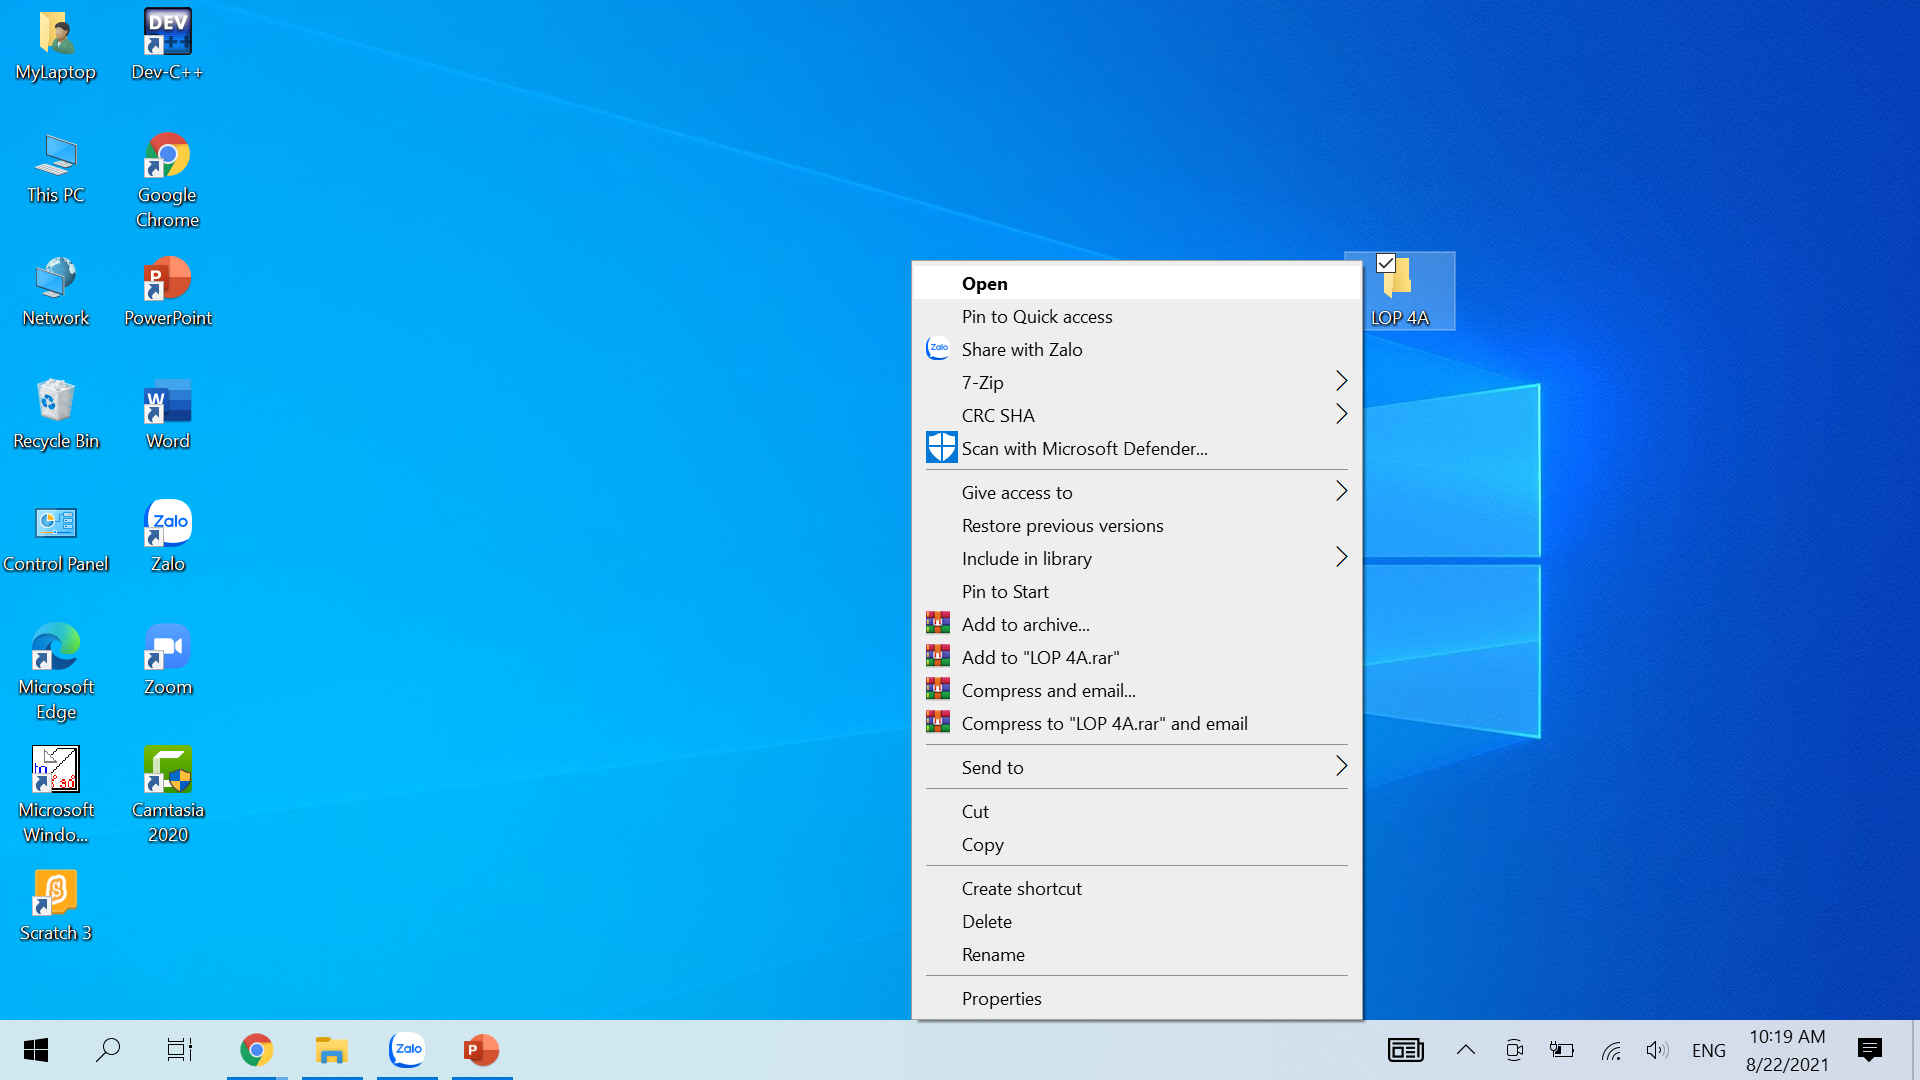 MyLaptop
DEV
++
Dev-C++
This PC
Google
Chrome
Network
P
PowerPoint
Recycle Bin
W
Word
Control Panel
Zalo
Zalo
Microsoft
Edge
Zoom
Microsoft
Windo...
Camtasia
2020
Scratch 3
LOP 4A
Open
Pin to Quick access
Zalo
Share with Zalo
7-Zip
CRC SHA
Scan with Microsoft Defender...
Give access to
Restore previous versions
Include in library
Pin to Start
Add to archive...
Add to "LOP 4A.rar"
Compress and email...
Compress to "LOP 4A.rar" and email
Send to
Cut
Copy
Create shortcut
Delete
Rename
Properties
Zalo
P
ENG
10:19 AM
8/22/2021